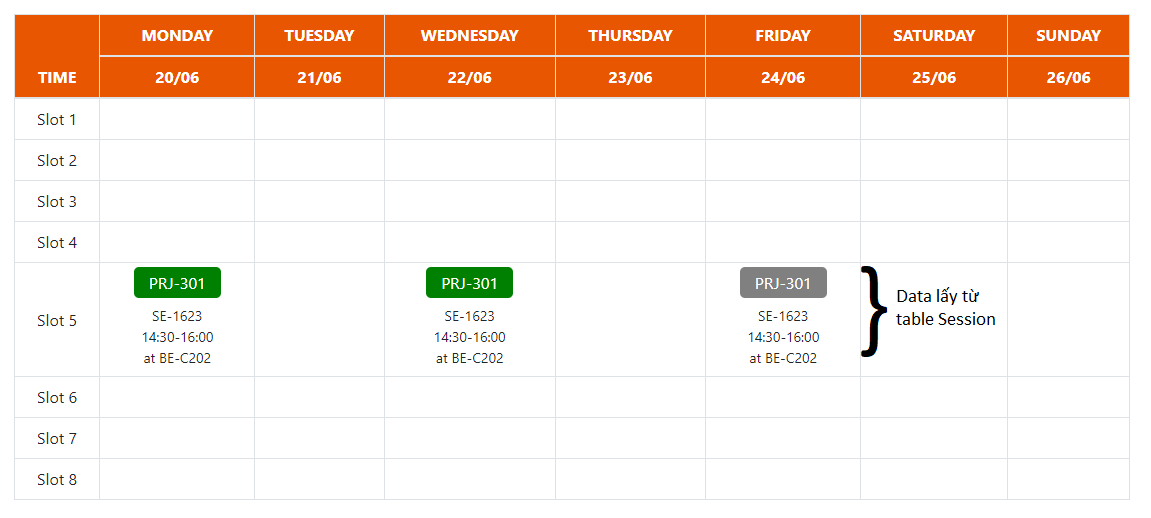 MONDAY TUESDAY WEDNESDAY THURSDAY FRIDAY SATURDAY SUNDAY
TIME 20/06 21/06 22/06 23/06 24/06 25/06 26/06
Slot 1
Slot 2
Slot 3
Slot 4
Slot 5
PRJ-301
SE-1623
14:30-16:00
at BE-C202
PRJ-301
SE-1623
14:30-16:00
at BE-C202
PRJ-301
SE-1623
14:30-16:00
at BE-C202
Data lấy từ
table Session
Slot 6
Slot 7
Slot 8